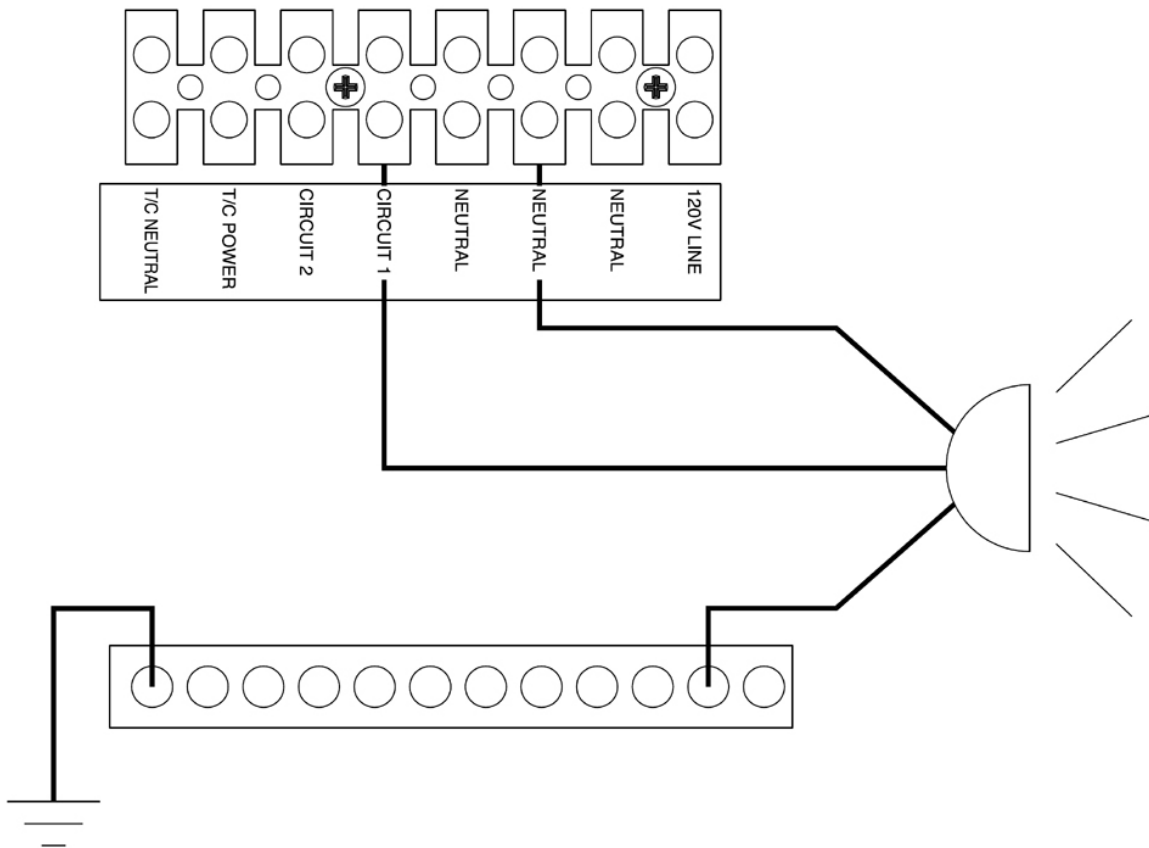 T/C NEUTRAL
T/C POWER
CIRCUIT 2
CIRCUIT 1
NEUTRAL
NEUTRAL
NEUTRAL
120V LINE